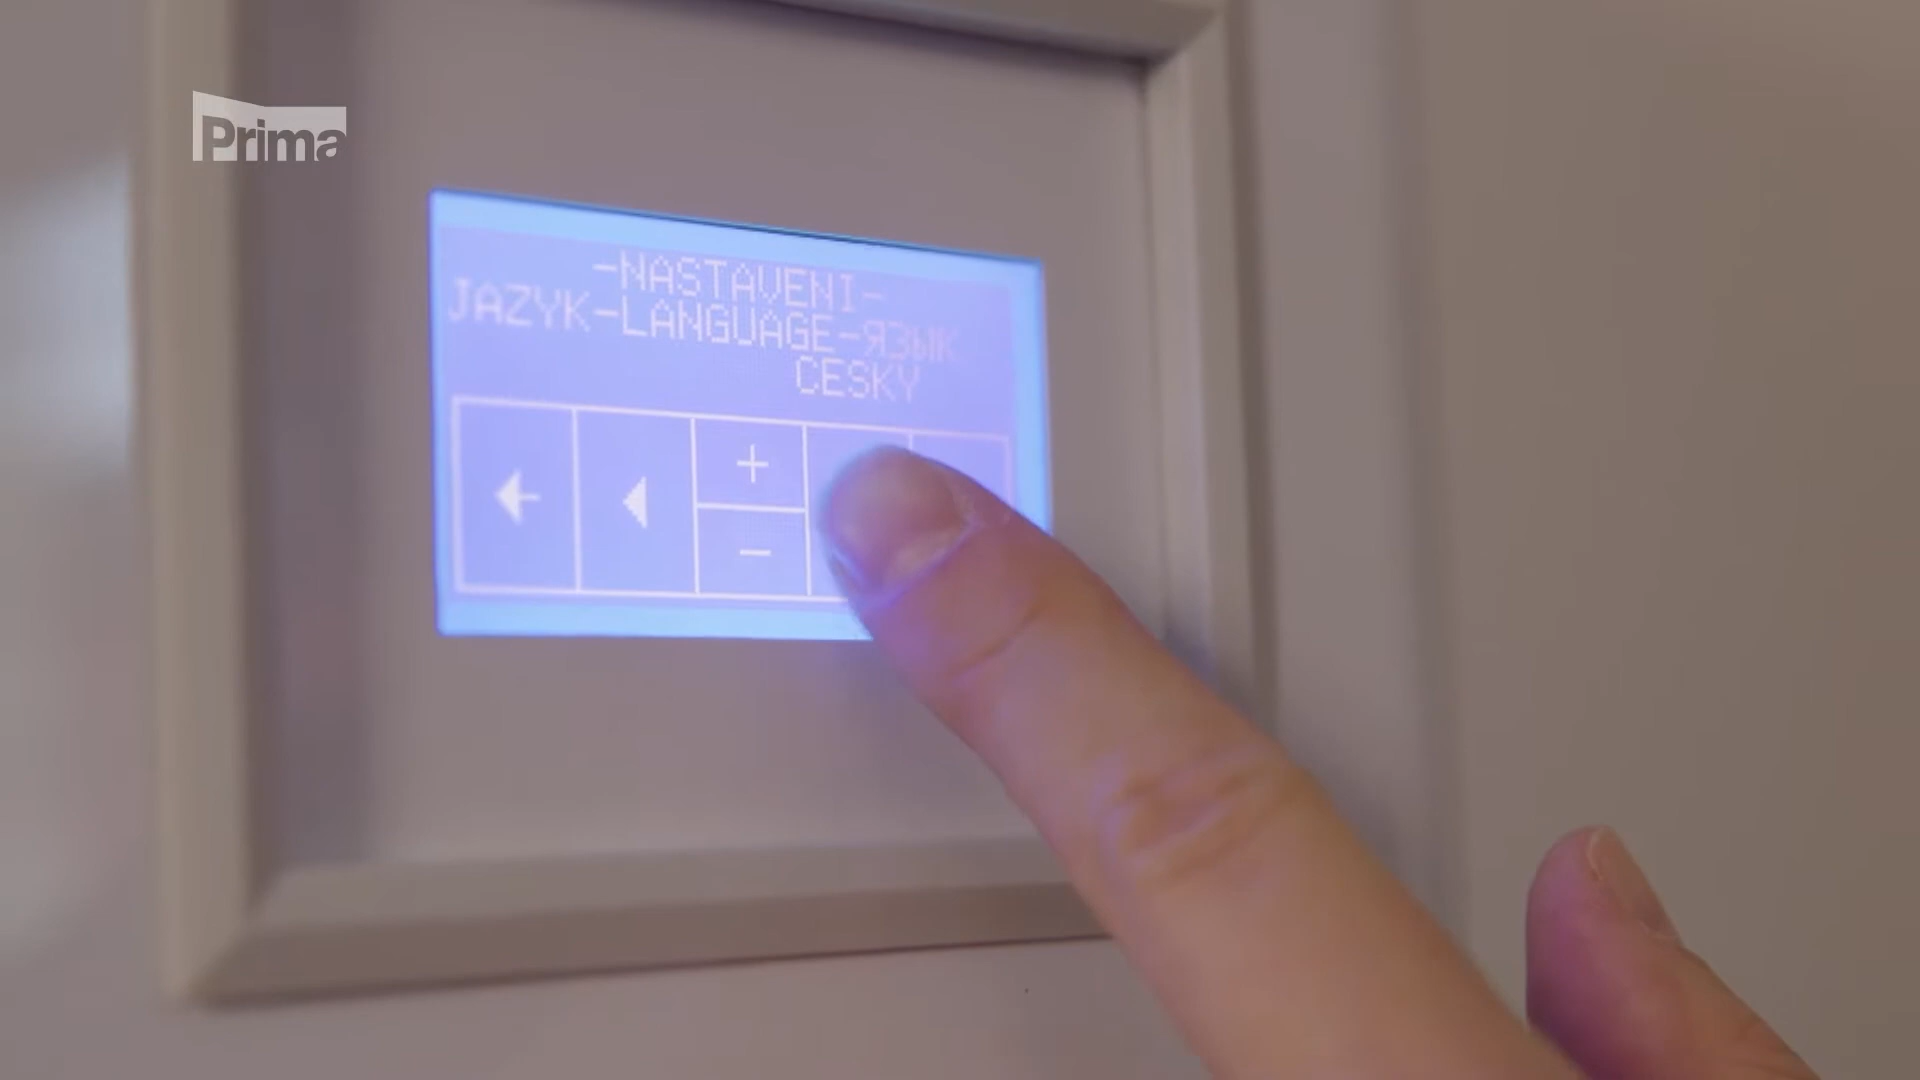 Prima
-NASTAVENI-
JAZYK-LANGUAGE-ЯЗЫК
CESKY
+
-